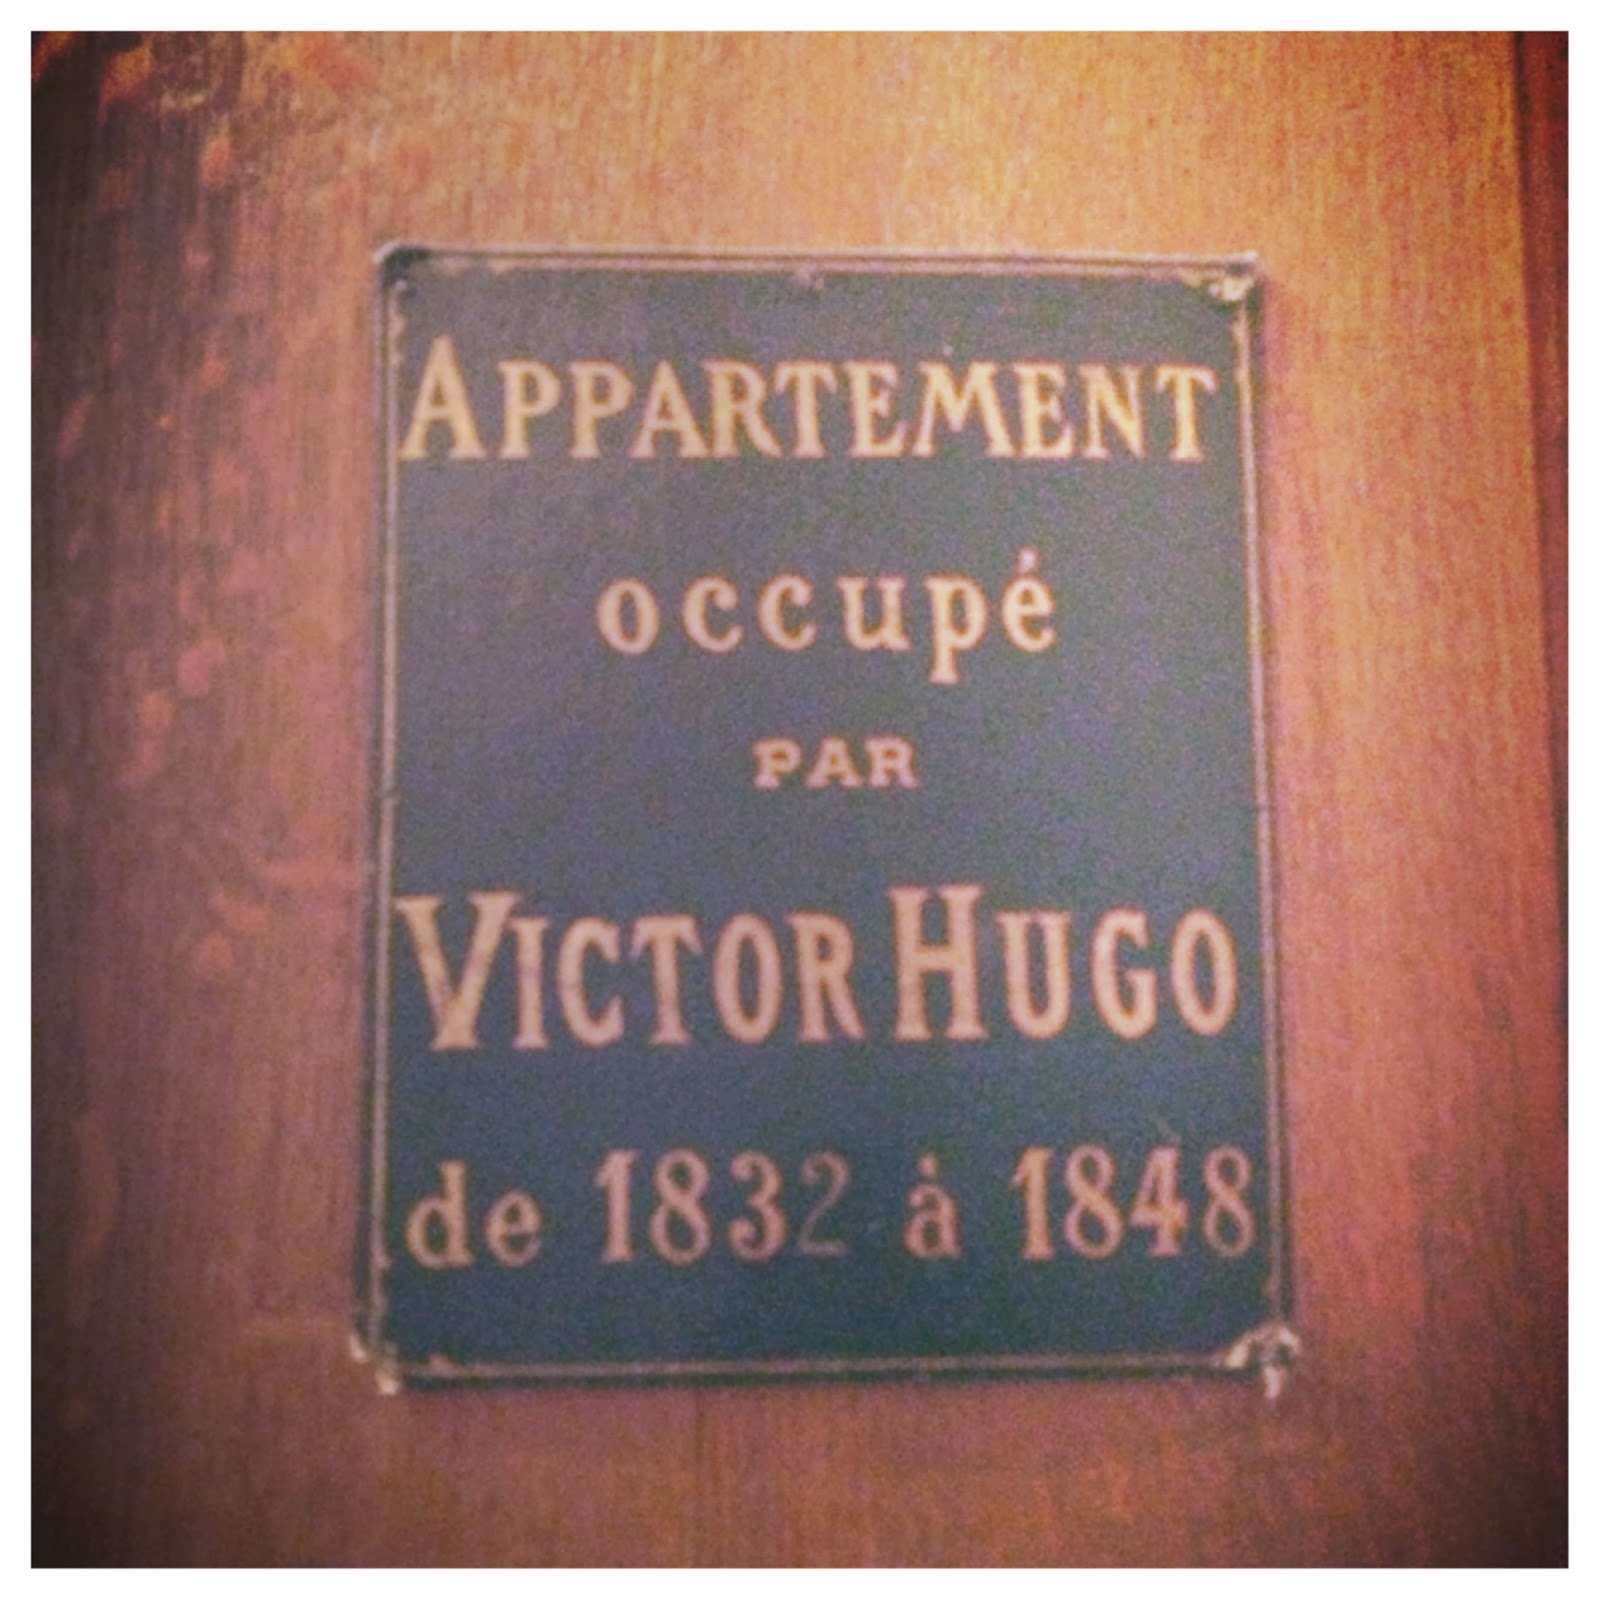 APPARTEMENT
occupé
PAR
VICTOR HUGO
de 1832 à 1848